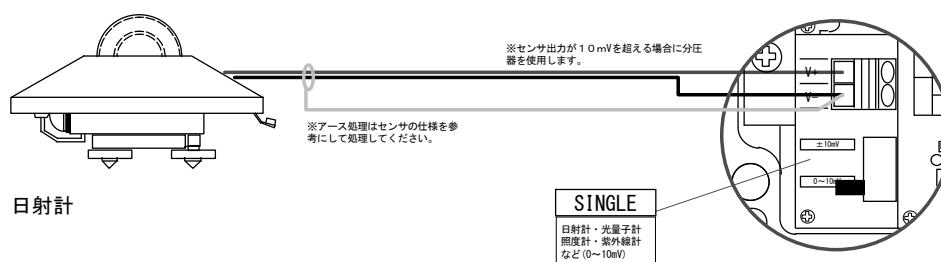 ※センサ出力が１０ｍVを超える場合に分圧
器を使用します。
V+
V-
※アース処理はセンサの仕様を参
考にして処理してください。
±10mV
0～10mV
日射計
SINGLE
日射計・光量子計
照度計・紫外線計
など(0～10mV)